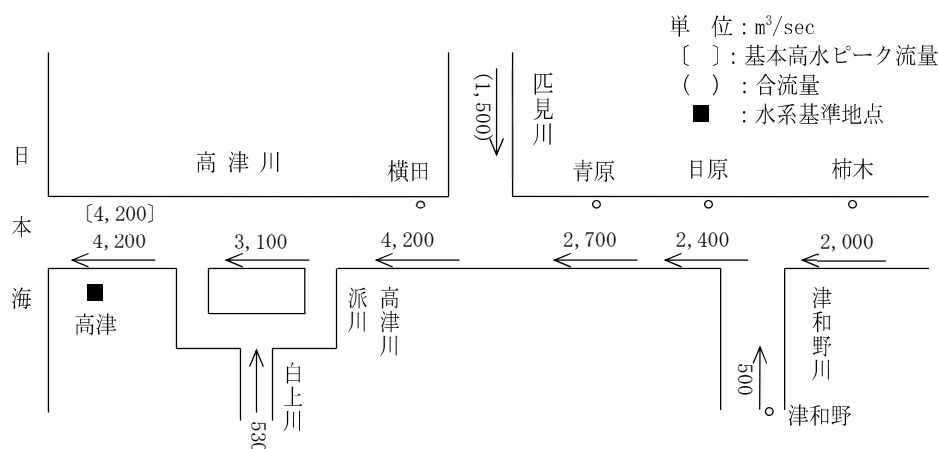 単 位:m³/sec
〔 〕:基本高水ピーク流量
( ):合流量
■:水系基準地点
匹見川
(1,500)
日本海
高津川
横田
青原
日原
柿木
〔4,200〕
4,200
3,100
4,200
2,700
2,400
2,000
高津
高津川
派川
津和野川
白上川
530
500
津和野